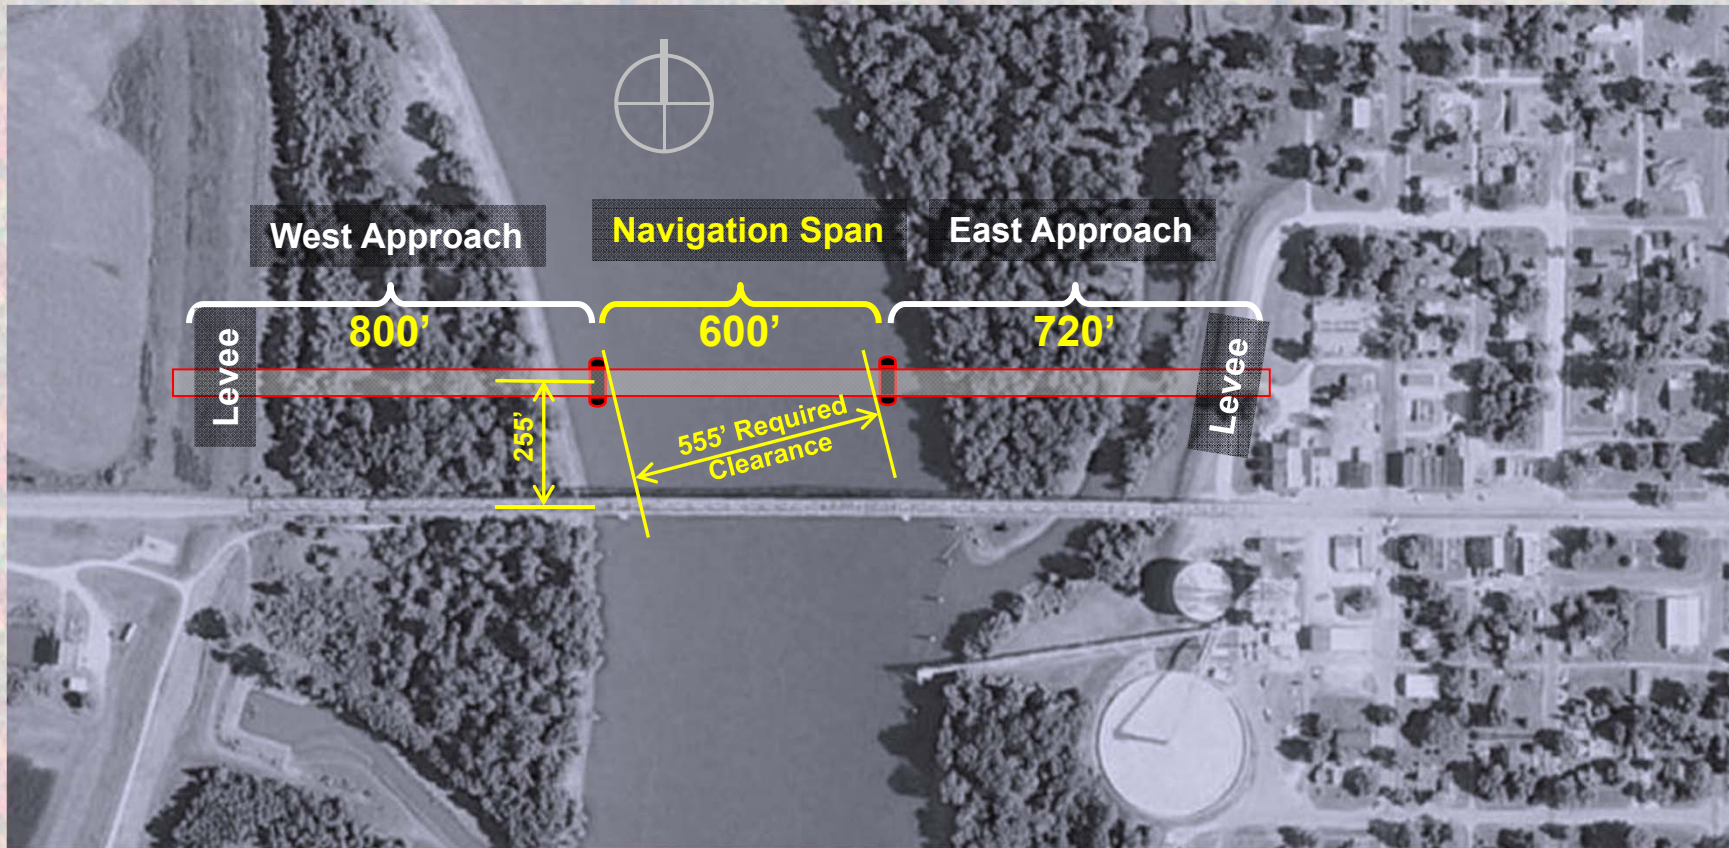 West Approach
Navigation Span
East Approach
800’
600’
720’
Levee
Levee
255’
555’ Required
Clearance